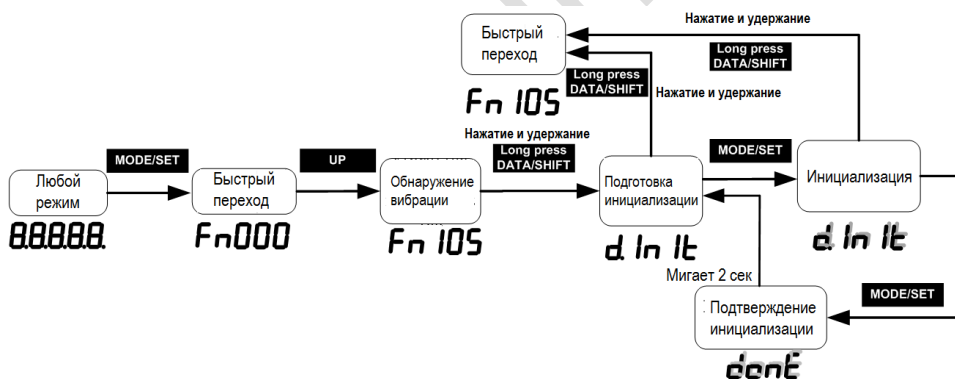 Нажатие и удержание
Быстрый
переход
Long press
DATA/SHIFT
Long press
DATA/SHIFT
Нажатие и удержание
Fn 105
Нажатие и удержание
MODE/SET
UP
Long press
DATA/SHIFT
MODE/SET
Любой
режим
Быстрый
переход
Обнаружение
вибрации
Подготовка
инициализации
Инициализация
8.8.8.8.8.
Fn000
Fn 105
d. In It
d. In It
Мигает 2 сек
MODE/SET
Подтверждение
инициализации
donE